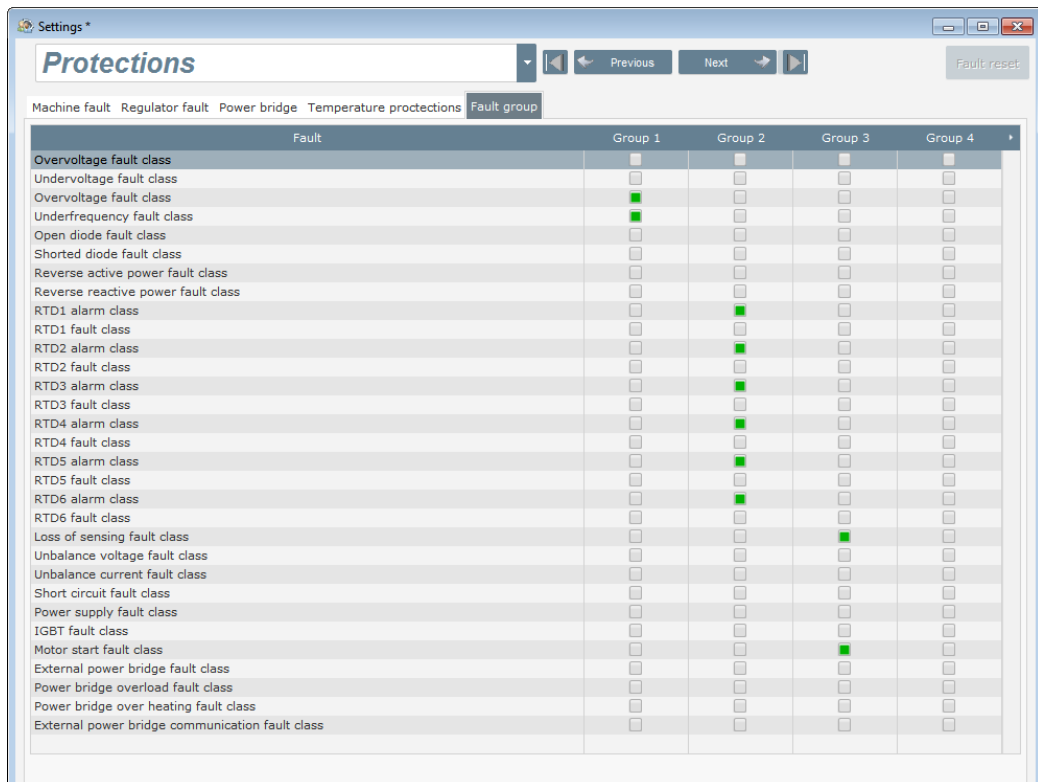 Settings *
Protections
Previous
Next
Fault reset
Machine fault Regulator fault Power bridge Temperature proctections Fault group
Fault Group 1 Group 2 Group 3 Group 4
Overvoltage fault class
Undervoltage fault class
Overvoltage fault class
Underfrequency fault class
Open diode fault class
Shorted diode fault class
Reverse active power fault class
Reverse reactive power fault class
RTD1 alarm class
RTD1 fault class
RTD2 alarm class
RTD2 fault class
RTD3 alarm class
RTD3 fault class
RTD4 alarm class
RTD4 fault class
RTD5 alarm class
RTD5 fault class
RTD6 alarm class
RTD6 fault class
Loss of sensing fault class
Unbalance voltage fault class
Unbalance current fault class
Short circuit fault class
Power supply fault class
IGBT fault class
Motor start fault class
External power bridge fault class
Power bridge overload fault class
Power bridge over heating fault class
External power bridge communication fault class